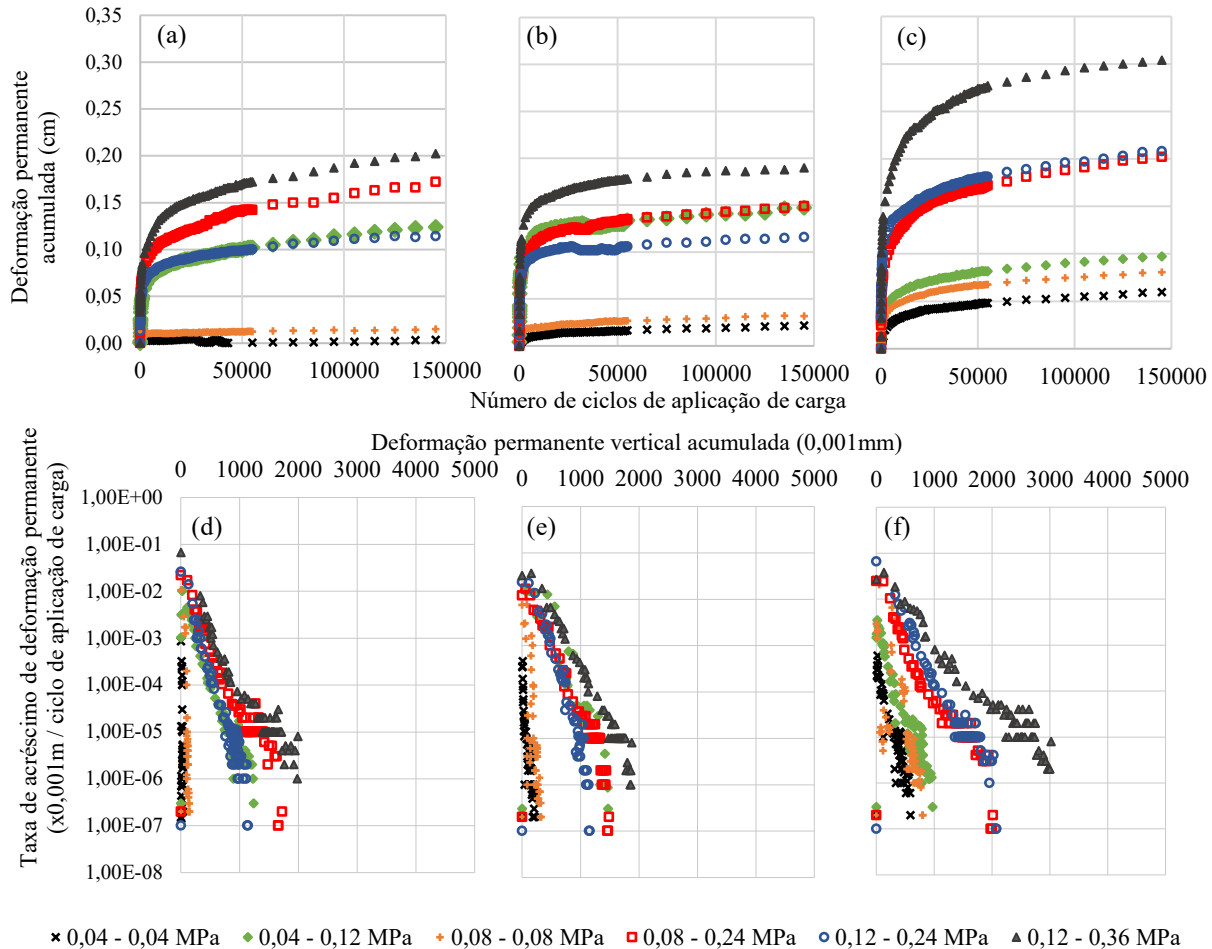 0,35
0,30
0,25
0,20
0,15
0,10
0,05
0,00
Deformação permanente
acumulada (cm)
(a)
(b)
(c)
0 50000 100000 150000
0 50000 100000 150000
0 50000 100000 150000
Número de ciclos de aplicação de carga
Deformação permanente vertical acumulada (0,001mm)
0 1000 2000 3000 4000 5000
0 1000 2000 3000 4000 5000
0 1000 2000 3000 4000 5000
Taxa de acréscimo de deformação permanente
(x0,001m / ciclo de aplicação de carga)
1,00E+00
1,00E-01
1,00E-02
1,00E-03
1,00E-04
1,00E-05
1,00E-06
1,00E-07
1,00E-08
(d)
(e)
(f)
0,04 - 0,04 MPa
0,04 - 0,12 MPa
0,08 - 0,08 MPa
0,08 - 0,24 MPa
0,12 - 0,24 MPa
0,12 - 0,36 MPa